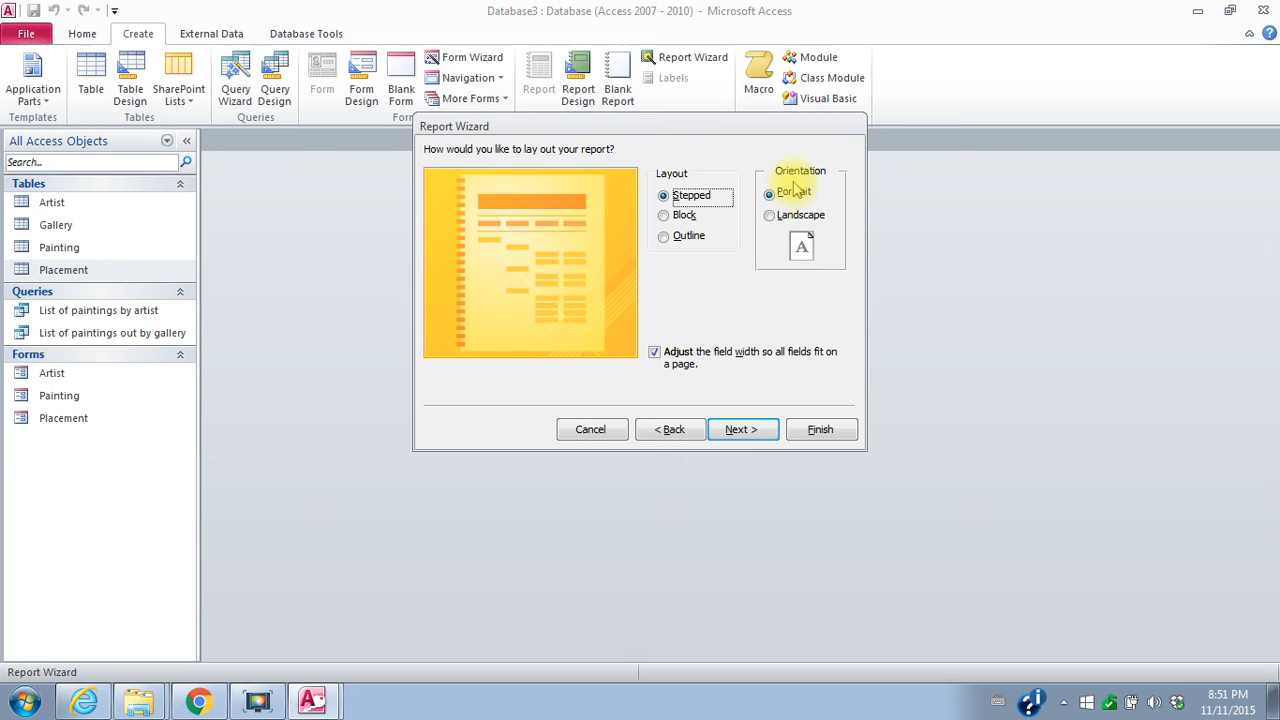 Database3 : Database (Access 2007 - 2010) - Microsoft Access
File Home Create External Data Database Tools
Application Parts
Table
Table Design
SharePoint Lists
Query Wizard
Query Design
Form
Form Design
Blank Form
Form Wizard
Navigation
More Forms
Report
Report Design
Blank Report
Report Wizard
Labels
Macro
Module
Class Module
Visual Basic
Templates
Tables
Queries
All Access Objects
Search..
Tables
Artist
Gallery
Painting
Placement
Queries
List of paintings by artist
List of paintings out by gallery
Forms
Artist
Painting
Placement
Report Wizard
How would you like to lay out your report?
Layout
Stepped
Block
Outline
Orientation
Portrait
Landscape
A
Adjust the field width so all fields fit on
a page.
Cancel
< Back
Next >
Finish
Report Wizard
8:51 PM
11/11/2015